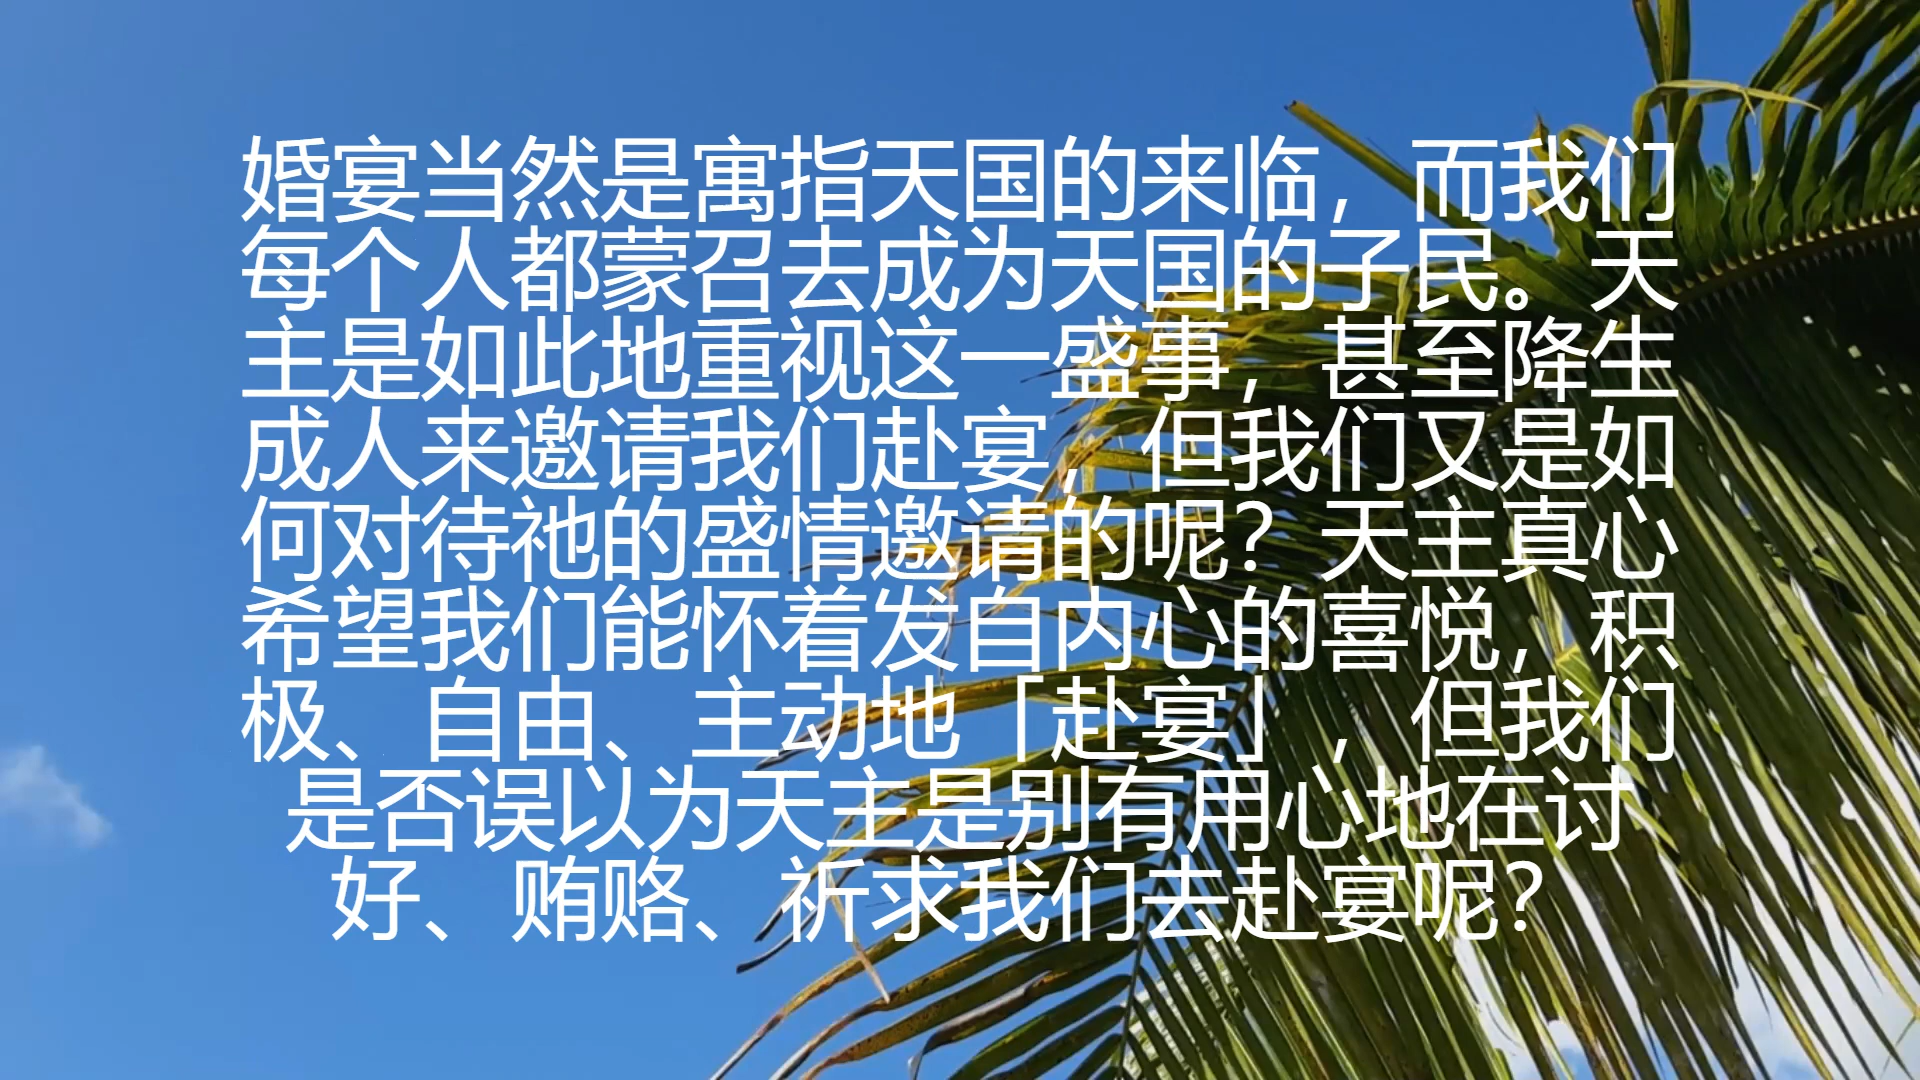 婚宴当然是寓指天国的来临，而我们
每个人都蒙召去成为天国的子民。天
主是如此地重视这一盛事，甚至降生
成人来邀请我们赴宴，但我们又是如
何对待祂的盛情邀请的呢？天主真心
希望我们能怀着发自内心的喜悦，积
极、自由、主动地「赴宴」，但我们
是否误以为天主是别有用心地在讨
好、贿赂、祈求我们去赴宴呢？